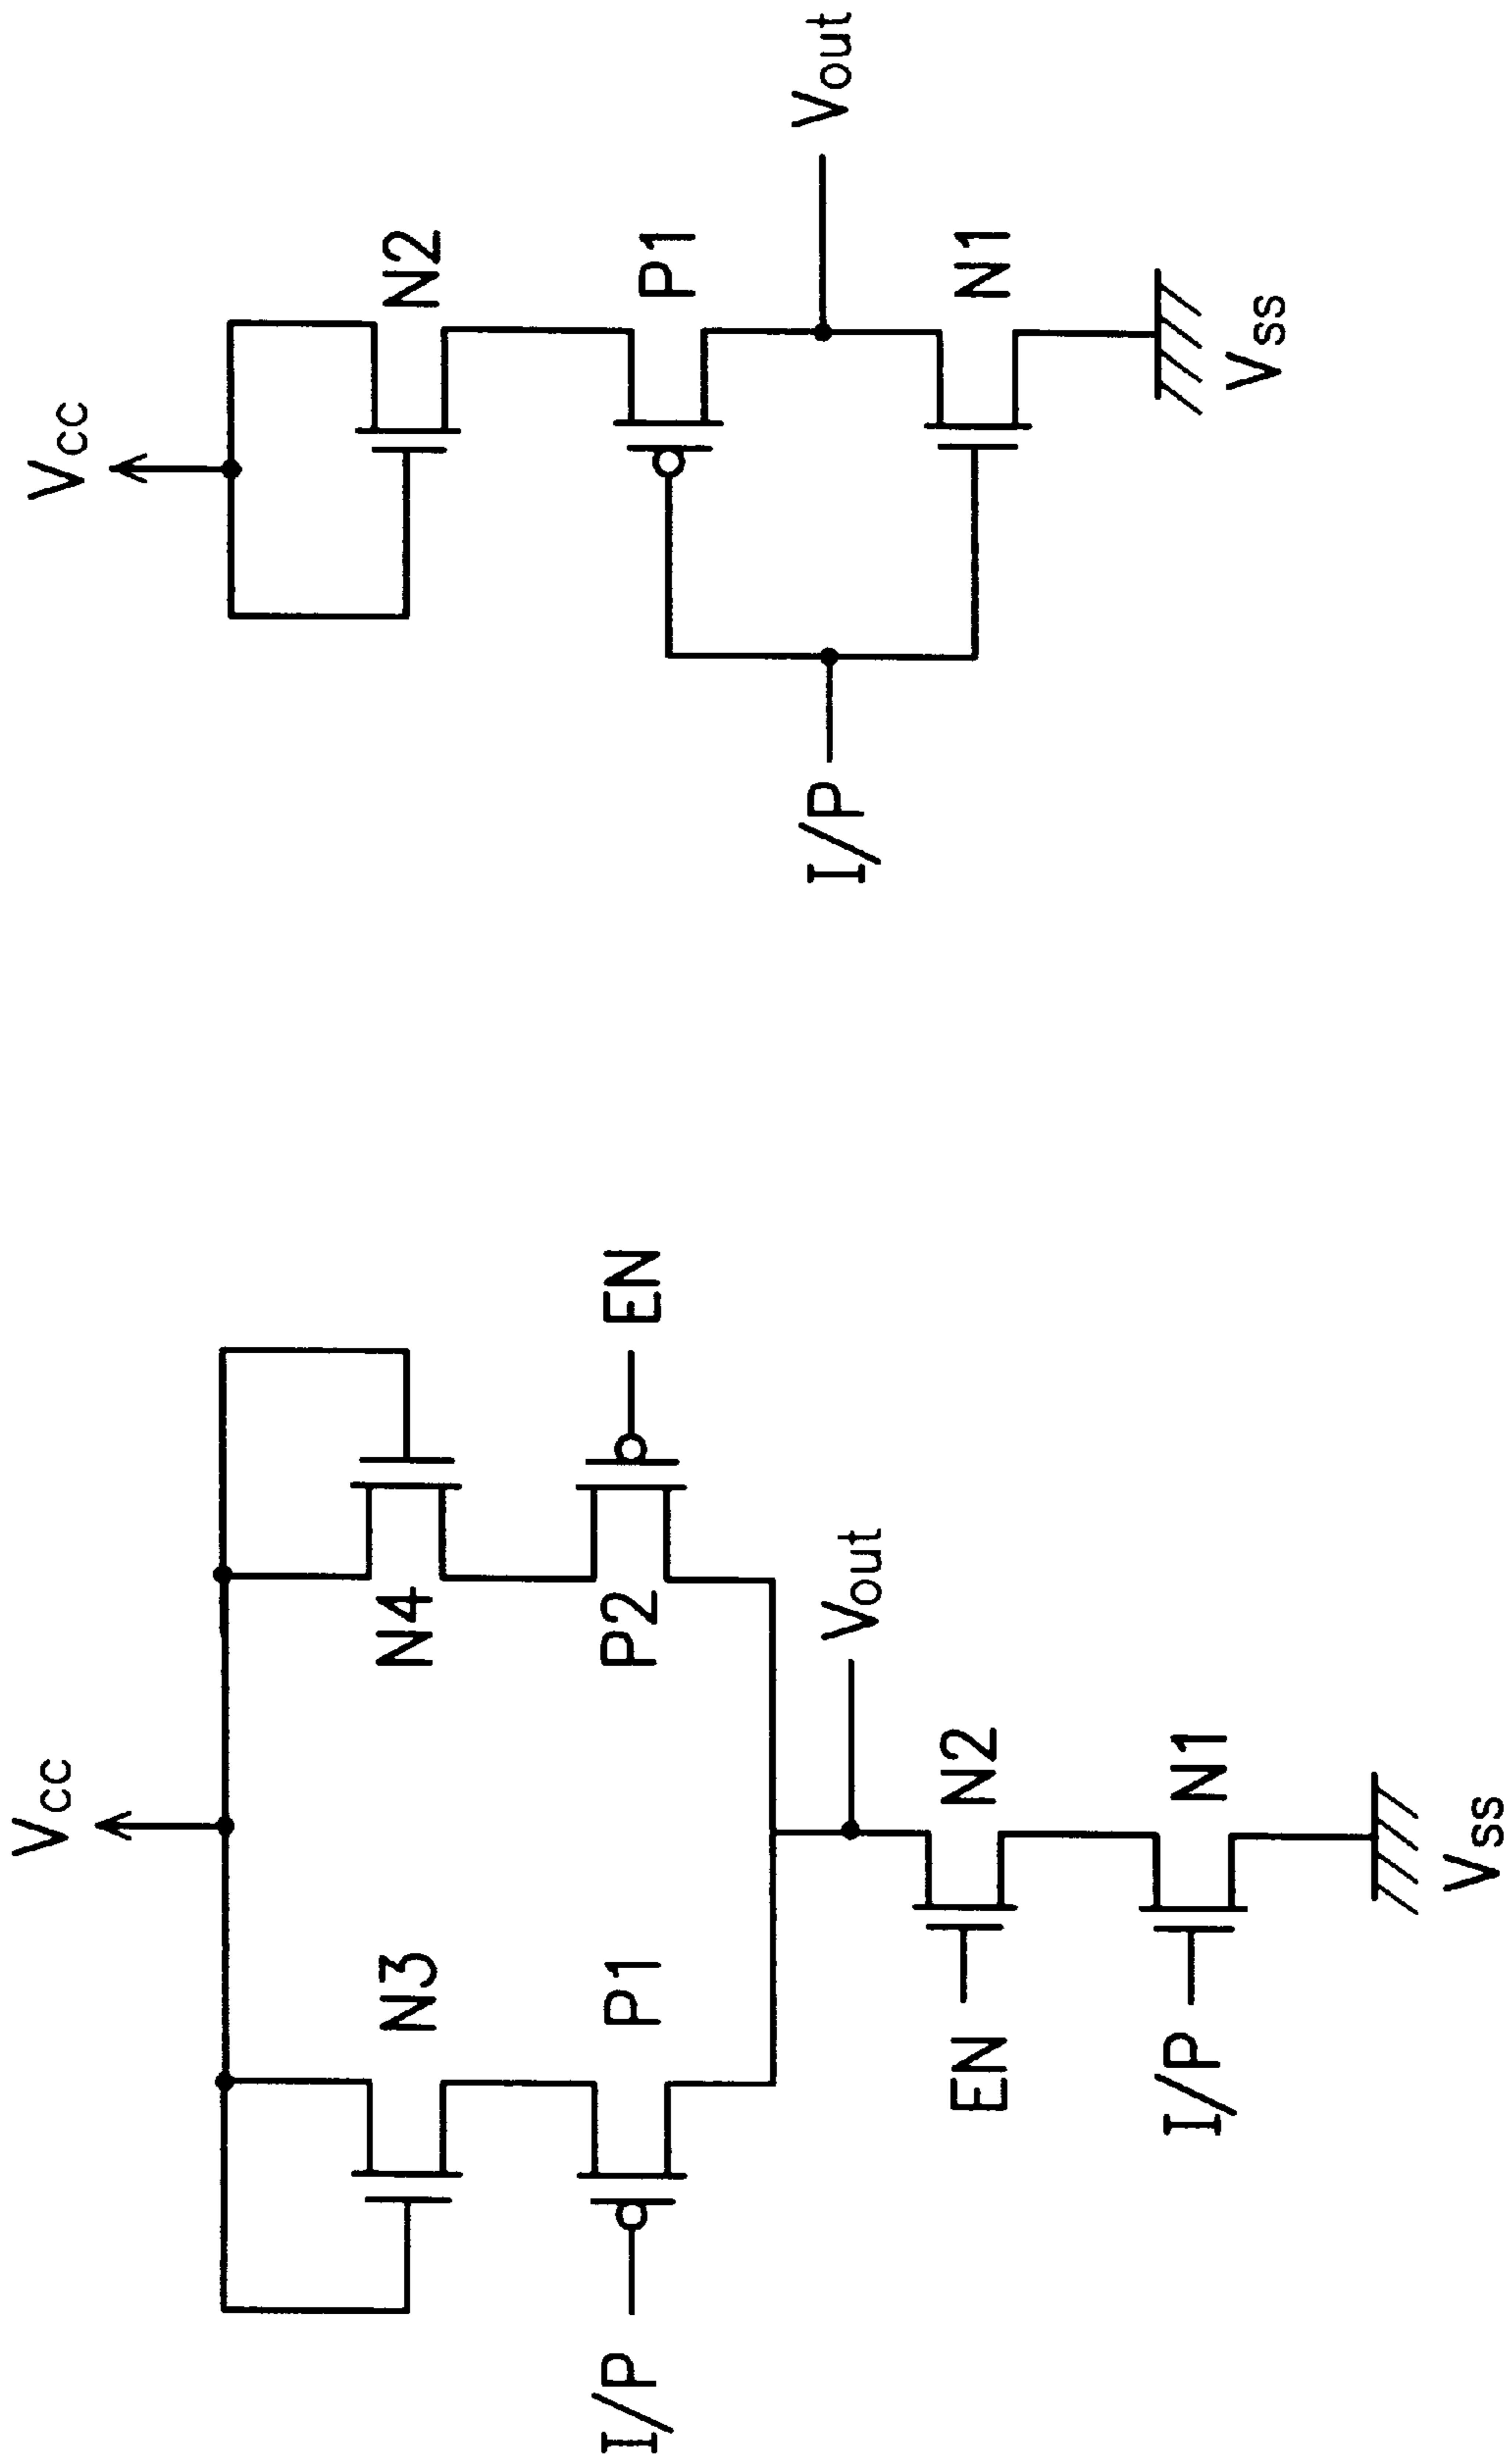 Vcc
N3
N4
I/P
P1
P2
EN
Vout
EN
N2
I/P
N1
Vss
Vcc
N2
P1
I/P
Vout
N1
Vss